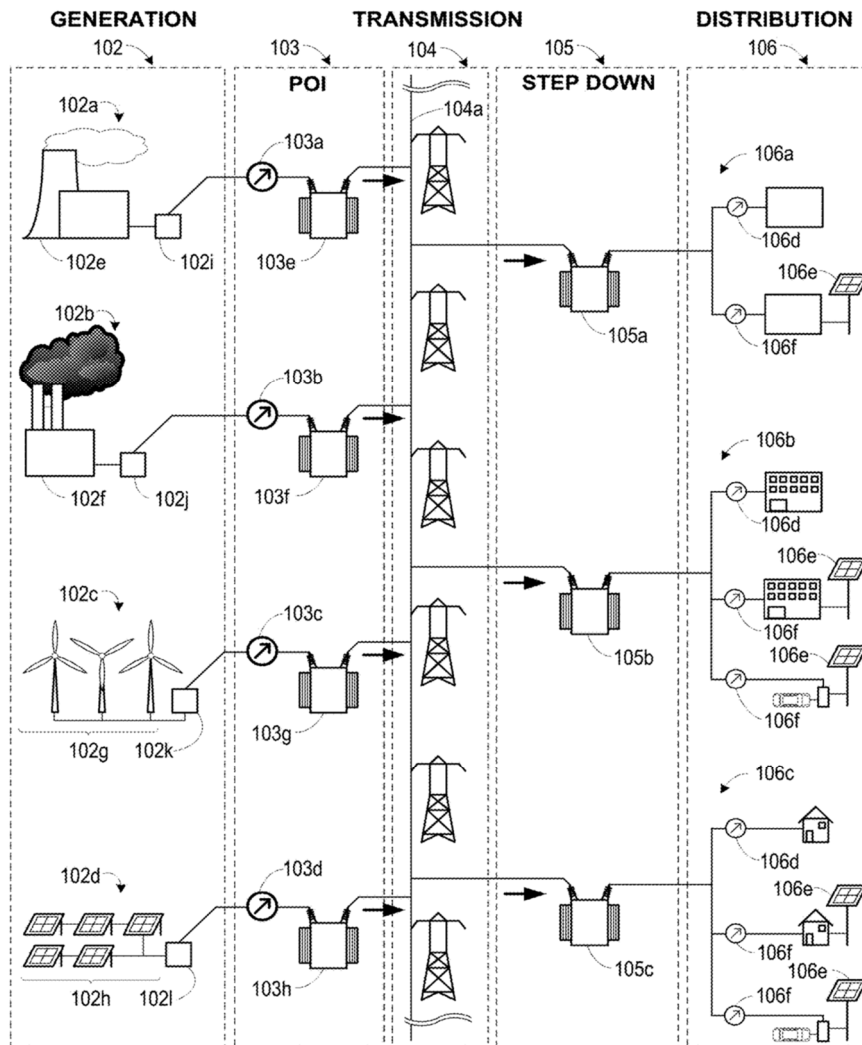 GENERATION TRANSMISSION DISTRIBUTION
102 103 104 105 106
POI STEP DOWN
104a
102a 103a 106a
102e 102i 103e 106d 106e
105a 106f
102b 103b
102f 102j 103f 106b
106d 106e
102c 103c 105b 106f 106e
102g 102k 103g 106f
106c
102d 103d 106d 106e
102h 102l 103h 105c 106f 106e
106f